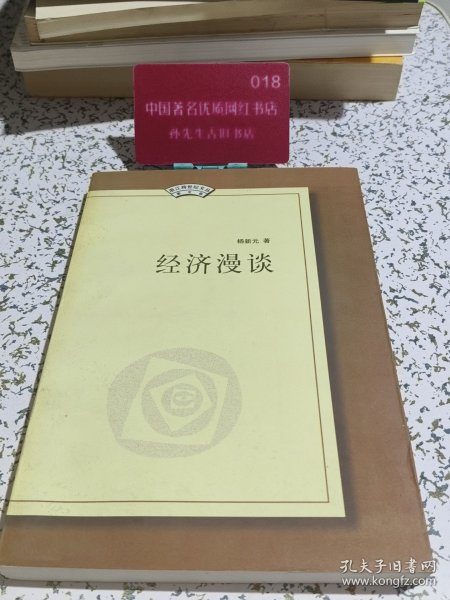 018
中国著名优质网红书店
孙先生古旧书店
杨新元 著
经济漫谈
孔夫子旧书网
www.kongfz.com